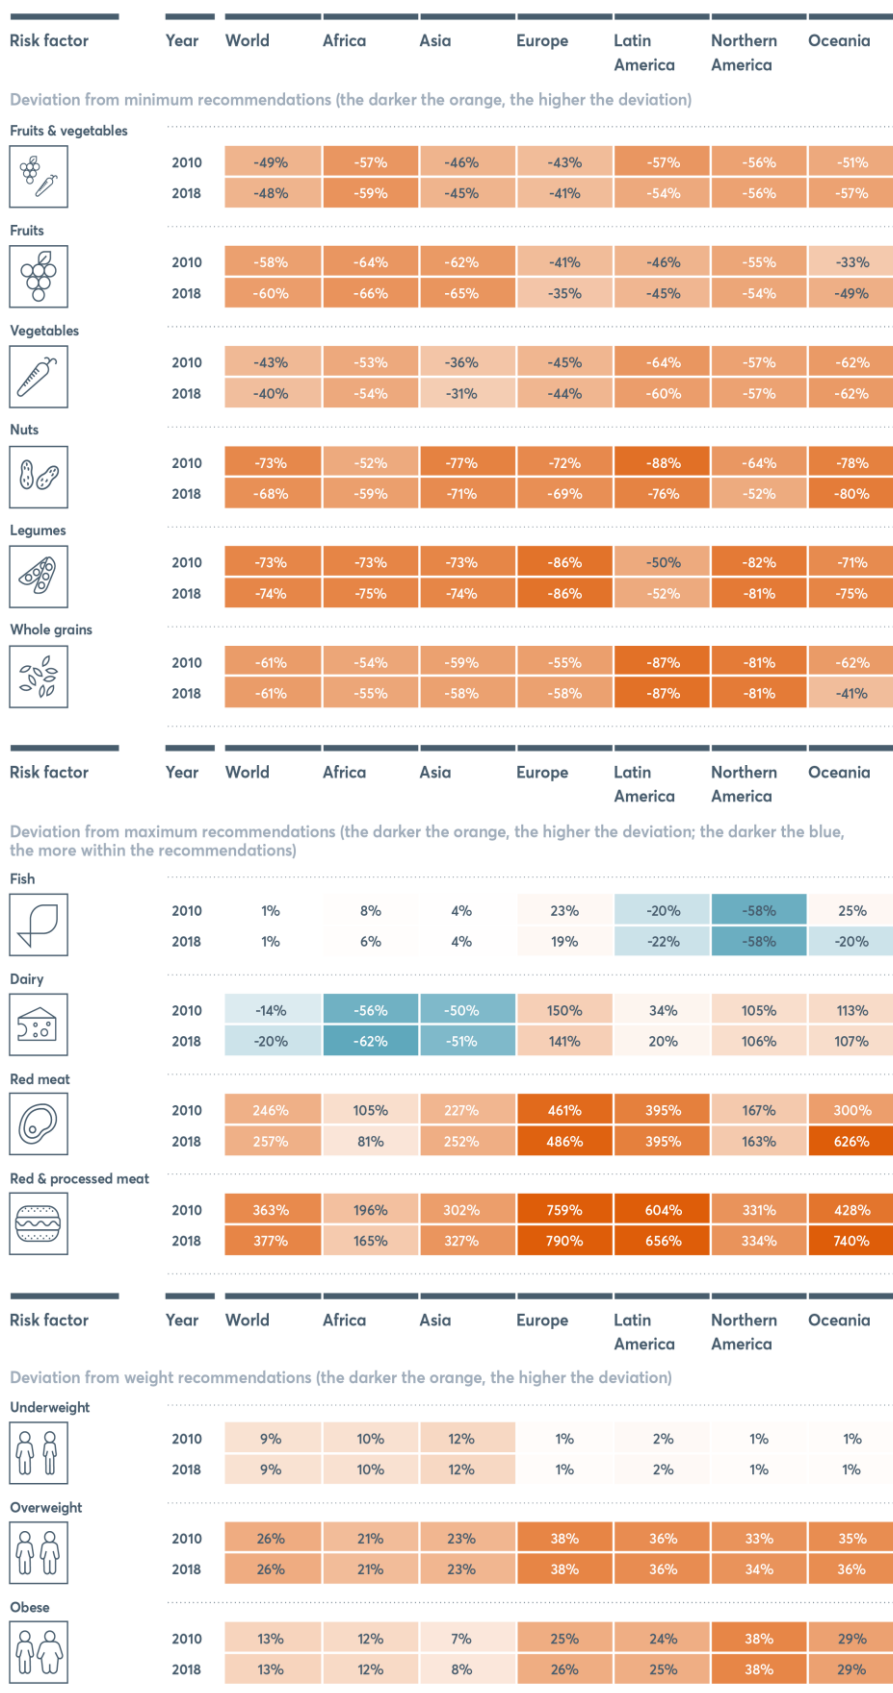 Risk factor Year World Africa Asia Europe Latin America Northern America Oceania
Deviation from minimum recommendations (the darker the orange, the higher the deviation)
Fruits & vegetables
2010 -49% -57% -46% -43% -57% -56% -51%
2018 -48% -59% -45% -41% -54% -56% -57%
Fruits
2010 -58% -64% -62% -41% -46% -55% -33%
2018 -60% -66% -65% -35% -45% -54% -49%
Vegetables
2010 -43% -53% -36% -45% -64% -57% -62%
2018 -40% -54% -31% -44% -60% -57% -62%
Nuts
2010 -73% -52% -77% -72% -88% -64% -78%
2018 -68% -59% -71% -69% -76% -52% -80%
Legumes
2010 -73% -73% -73% -86% -50% -82% -71%
2018 -74% -75% -74% -86% -52% -81% -75%
Whole grains
2010 -61% -54% -59% -55% -87% -81% -62%
2018 -61% -55% -58% -58% -87% -81% -41%
Risk factor Year World Africa Asia Europe Latin America Northern America Oceania
Deviation from maximum recommendations (the darker the orange, the higher the deviation; the darker the blue,
the more within the recommendations)
Fish
2010 1% 8% 4% 23% -20% -58% 25%
2018 1% 6% 4% 19% -22% -58% -20%
Dairy
2010 -14% -56% -50% 150% 34% 105% 113%
2018 -20% -62% -51% 141% 20% 106% 107%
Red meat
2010 246% 105% 227% 461% 395% 167% 300%
2018 257% 81% 252% 486% 395% 163% 626%
Red & processed meat
2010 363% 196% 302% 759% 604% 331% 428%
2018 377% 165% 327% 790% 656% 334% 740%
Risk factor Year World Africa Asia Europe Latin America Northern America Oceania
Deviation from weight recommendations (the darker the orange, the higher the deviation)
Underweight
2010 9% 10% 12% 1% 2% 1% 1%
2018 9% 10% 12% 1% 2% 1% 1%
Overweight
2010 26% 21% 23% 38% 36% 33% 35%
2018 26% 21% 23% 38% 36% 34% 36%
Obese
2010 13% 12% 7% 25% 24% 38% 29%
2018 13% 12% 8% 26% 25% 38% 29%